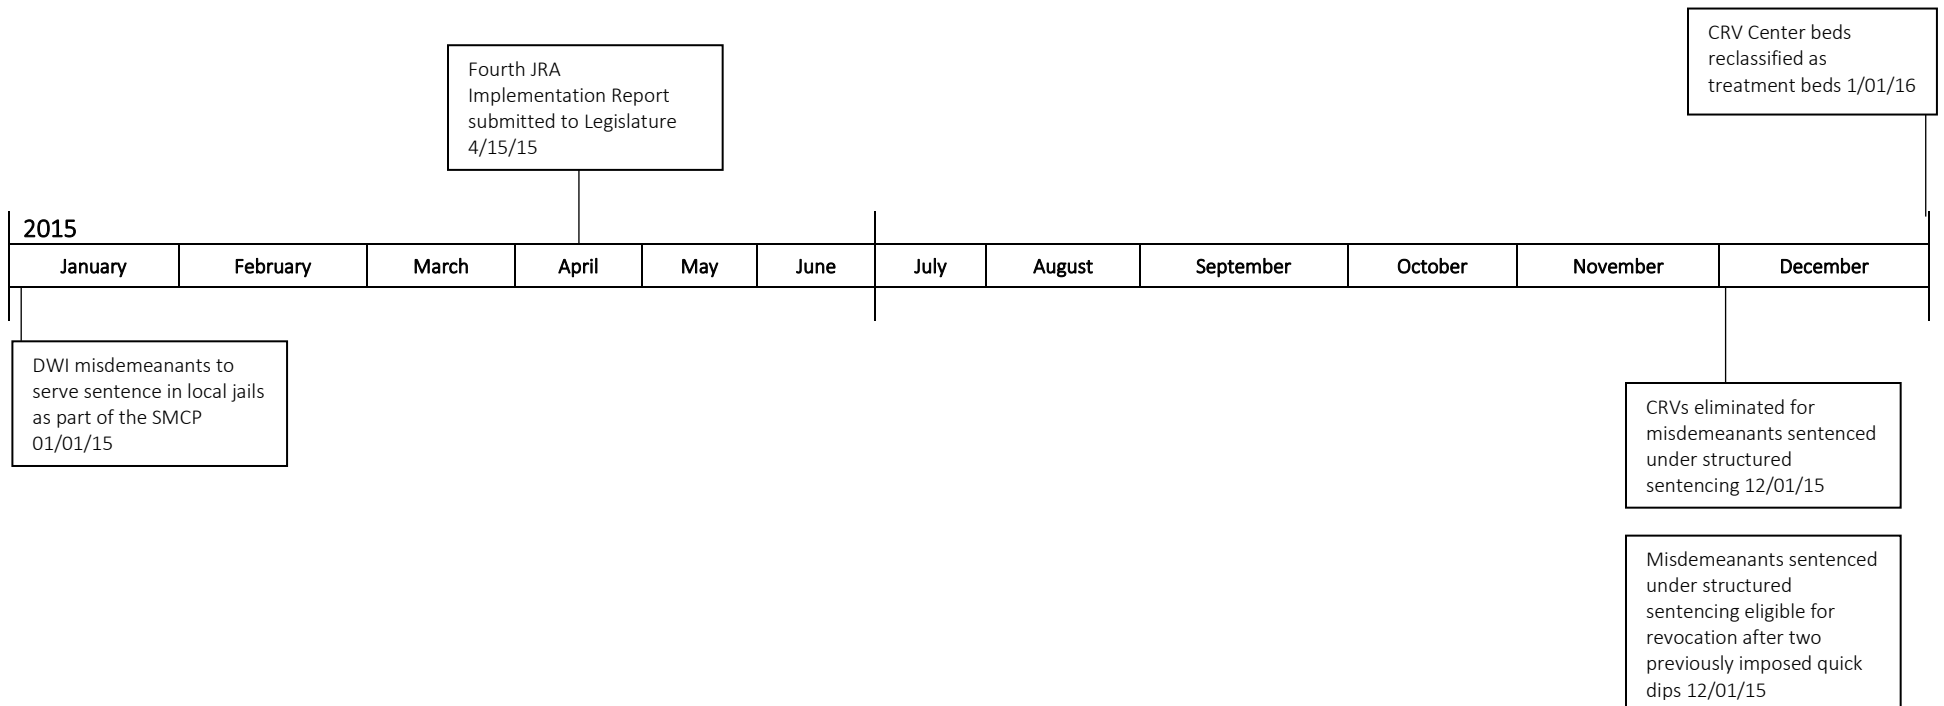 CRV Center beds
reclassified as
treatment beds 1/01/16
Fourth JRA
Implementation Report
submitted to Legislature
4/15/15
2015
January February March April May June July August September October November December
DWI misdemeanants to
serve sentence in local jails
as part of the SMCP
01/01/15
CRVs eliminated for
misdemeanants sentenced
under structured
sentencing 12/01/15
Misdemeanants sentenced
under structured
sentencing eligible for
revocation after two
previously imposed quick
dips 12/01/15